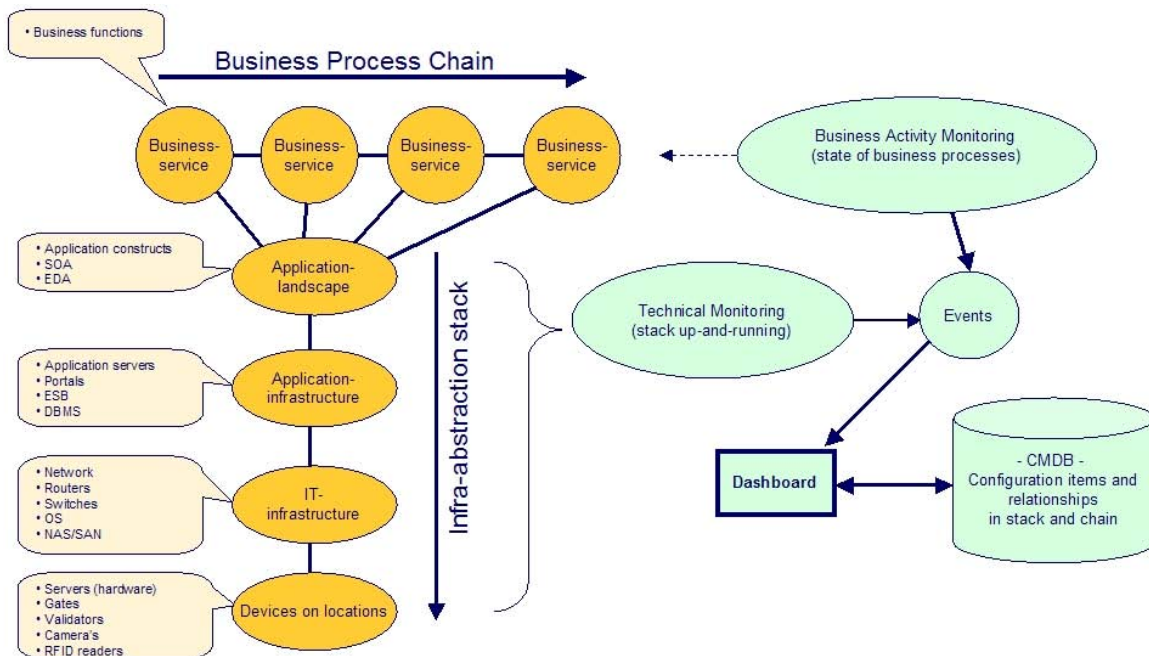 • Business functions
Business Process Chain
Business-
service
Business-
service
Business-
service
Business-
service
Business Activity Monitoring
(state of business processes)
• Application constructs
• SOA
• EDA
Application-
landscape
Infra-abstraction stack
Technical Monitoring
(stack up-and-running)
Events
• Application servers
• Portals
• ESB
• DBMS
Application-
infrastructure
• Network
• Routers
• Switches
• OS
• NAS/SAN
IT-
infrastructure
Dashboard
- CMDB -
Configuration items and
relationships
in stack and chain
• Servers (hardware)
• Gates
• Validators
• Camera's
• RFID readers
Devices on locations